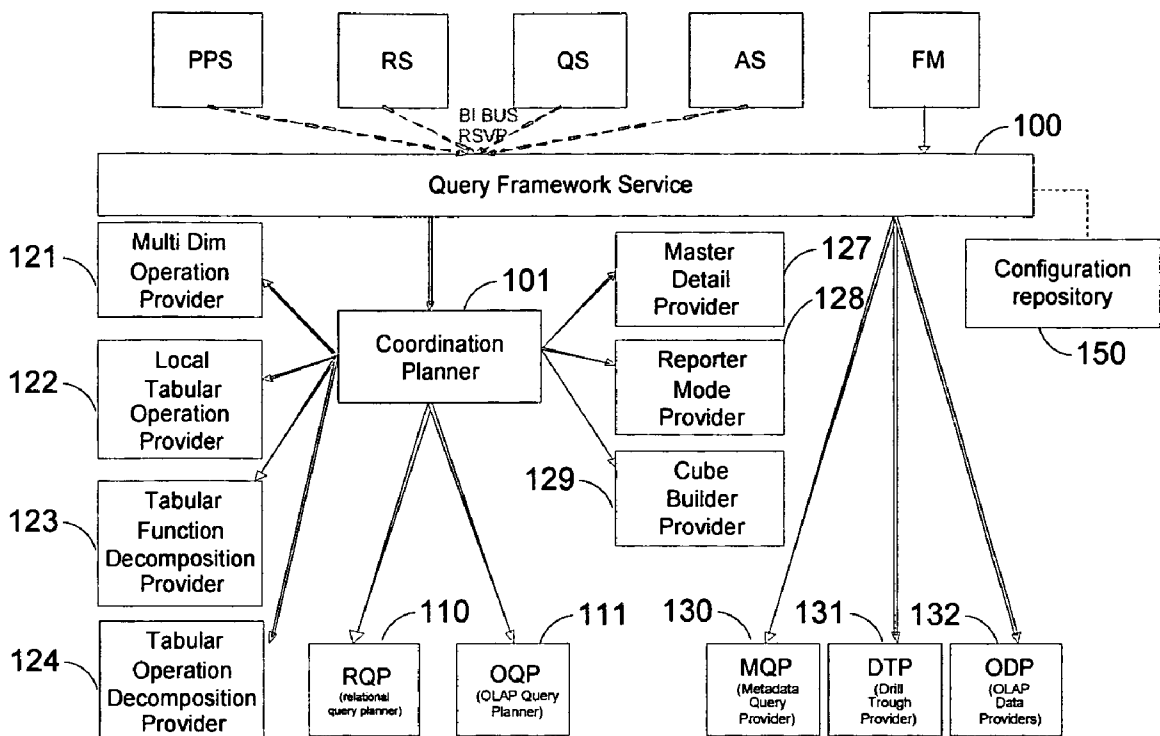 PPS
RS
QS
AS
FM
BI BUS
RSVP
100
Query Framework Service
121
Multi Dim
Operation
Provider
101
Master
Detail
Provider
127
128
Configuration
repository
150
Coordination
Planner
122
Local
Tabular
Operation
Provider
Reporter
Mode
Provider
129
Cube
Builder
Provider
123
Tabular
Function
Decomposition
Provider
124
Tabular
Operation
Decomposition
Provider
110
RQP
(relational
query planner)
111
OQP
(OLAP Query
Planner)
130
MQP
(Metadata
Query
Provider)
131
DTP
(Drill
Trough
Provider)
132
ODP
(OLAP
Data
Providers)